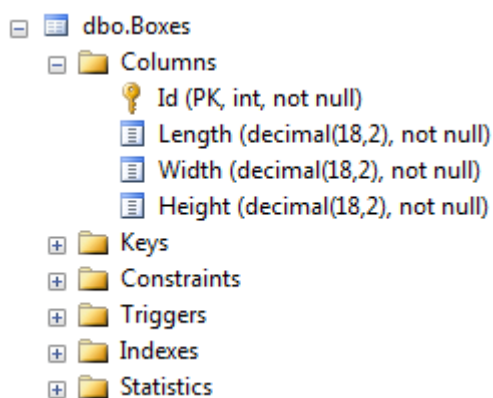 dbo.Boxes
Columns
Id (PK, int, not null)
Length (decimal(18,2), not null)
Width (decimal(18,2), not null)
Height (decimal(18,2), not null)
Keys
Constraints
Triggers
Indexes
Statistics